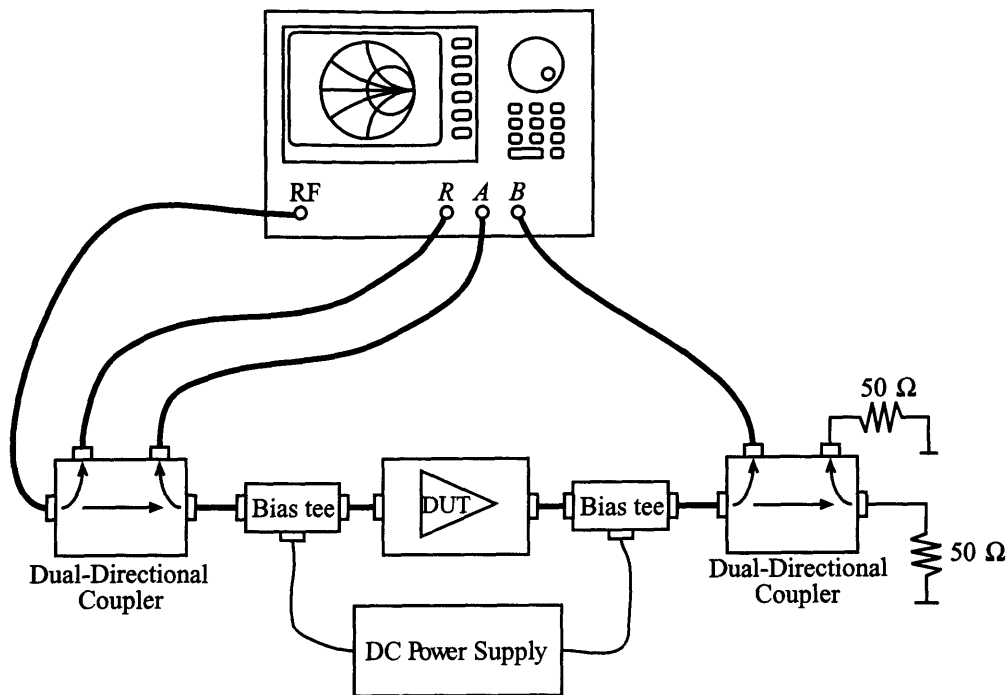 RF
R A B
50 Ω
Bias tee
DUT
Bias tee
50 Ω
Dual-Directional
Coupler
Dual-Directional
Coupler
DC Power Supply